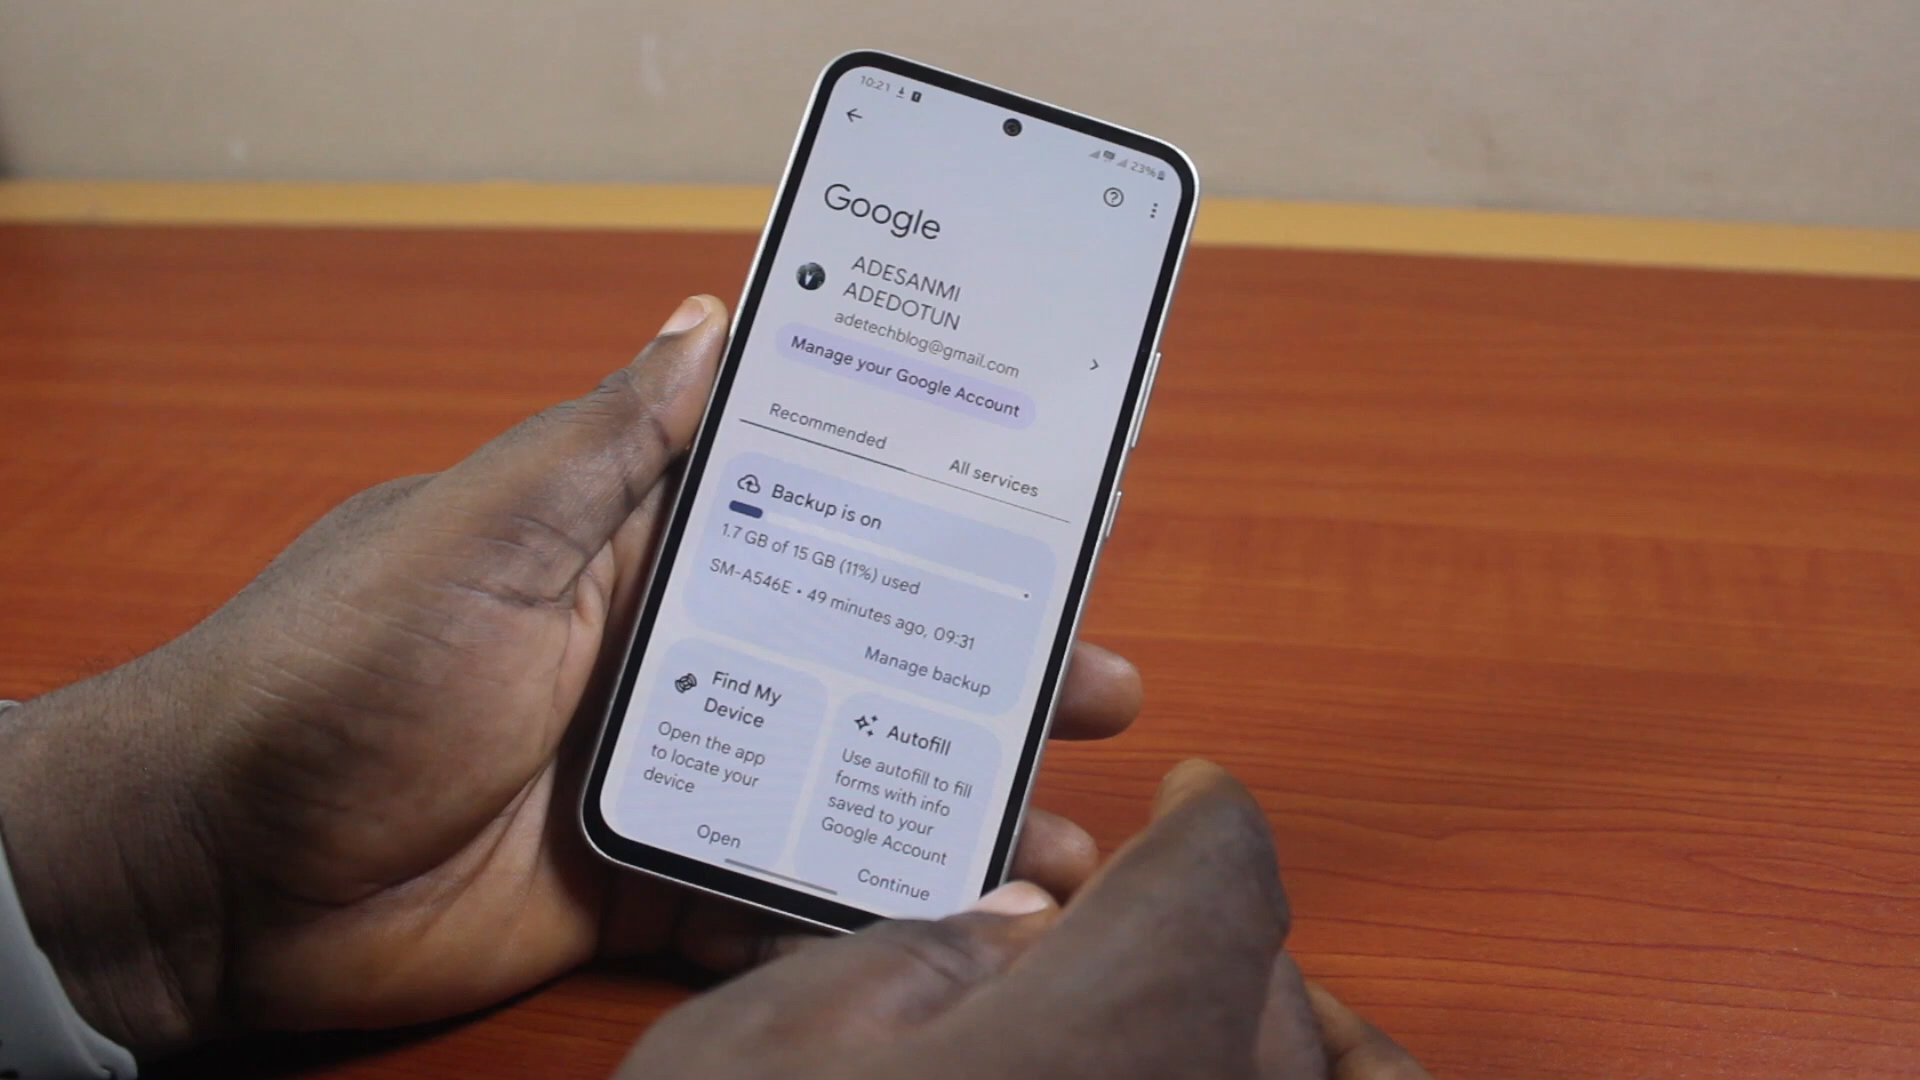 10:21
23%
Google
ADESANMI
ADEDOTUN
adetechblog@gmail.com
Manage your Google Account
Recommended
All services
Backup is on
1.7 GB of 15 GB (11%) used
SM-A546E • 49 minutes ago, 09:31
Manage backup
Find My
Device
Open the app
to locate your
device
Open
Autofill
Use autofill to fill
forms with info
saved to your
Google Account
Continue